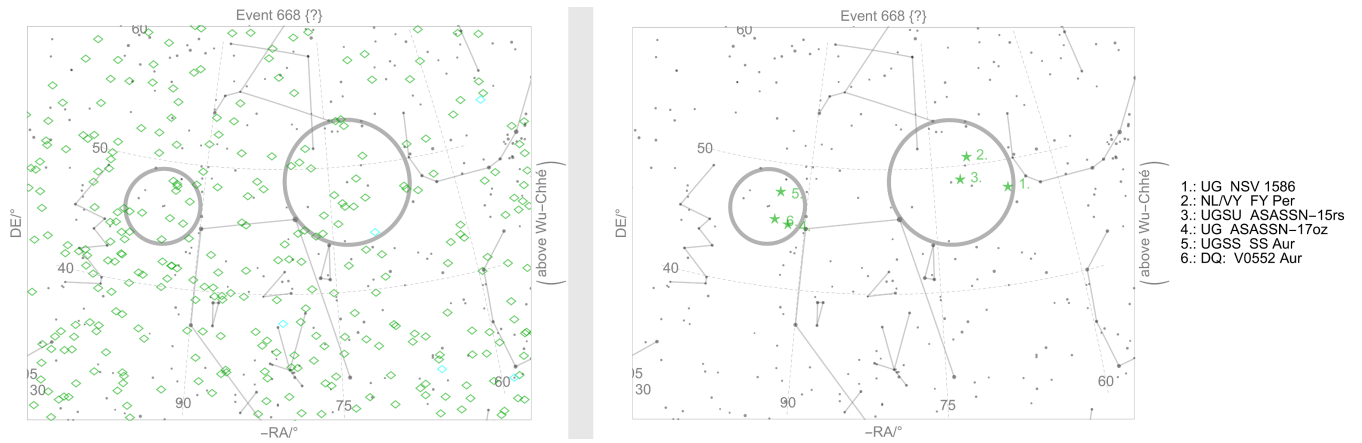 Event 668 {?}
60
50
40
30
90
75
60
DE/°
−RA/°
(above Wu−Chhé)
Event 668 {?}
60
50
40
30
90
75
60
DE/°
−RA/°
(above Wu−Chhé)
1.
2.
3.
5.
6.
1.: UG NSV 1586
2.: NL/VY FY Per
3.: UGSU ASASSN−15rs
4.: UG ASASSN−17oz
5.: UGSS SS Aur
6.: DQ: V0552 Aur